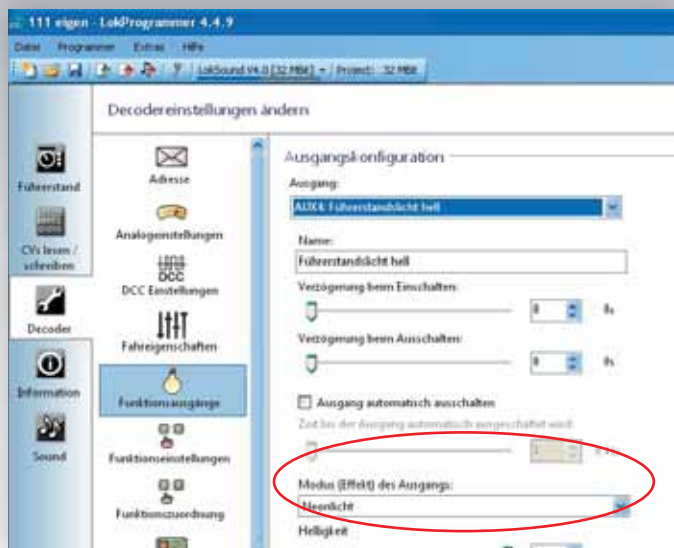 111 eigen - LokProgrammer 4.4.9
Datei Programmer Extras Hilfe
LokSound V4.0 [32 MBit] Project: 32 MBit
Decodereinstellungen ändern
Führerstand
CVs lesen / schreiben
Decoder
Information
Sound
Adresse
Analogeinstellungen
DCC
DCC Einstellungen
Fahreigenschaften
Funktionsausgänge
Funktionseinstellungen
Funktionszuordnung
Ausgangskonfiguration
Ausgang:
AUX4: Führerstandslicht hell
Name:
Führerstandslicht hell
Verzögerung beim Einschalten:
0 0s
Verzögerung beim Ausschalten:
0 0s
Ausgang automatisch ausschalten
Zeit bis der Ausgang automatisch ausgeschaltet wird:
1
Modus (Effekt) des Ausgangs:
Neonlicht
Helligkeit